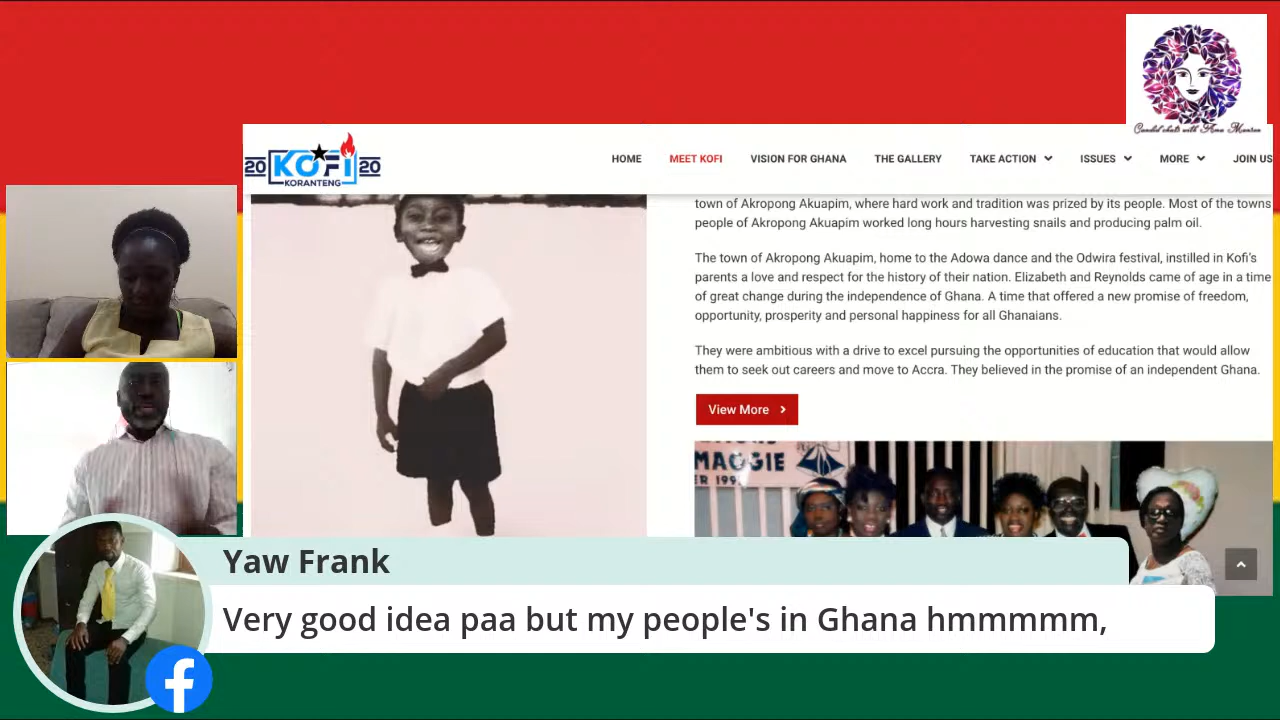 Candid chats with Ama Muntoa
20 KOFI 20
KORANTENG
HOME MEET KOFI VISION FOR GHANA THE GALLERY TAKE ACTION ISSUES MORE JOIN US
town of Akropong Akuapim, where hard work and tradition was prized by its people. Most of the towns
people of Akropong Akuapim worked long hours harvesting snails and producing palm oil.
The town of Akropong Akuapim, home to the Adowa dance and the Odwira festival, instilled in Kofi's
parents a love and respect for the history of their nation. Elizabeth and Reynolds came of age in a time
of great change during the independence of Ghana. A time that offered a new promise of freedom,
opportunity, prosperity and personal happiness for all Ghanaians.
They were ambitious with a drive to excel pursuing the opportunities of education that would allow
them to seek out careers and move to Accra. They believed in the promise of an independent Ghana.
View More
MAGGIE
Yaw Frank
Very good idea paa but my people's in Ghana hmmmmm,